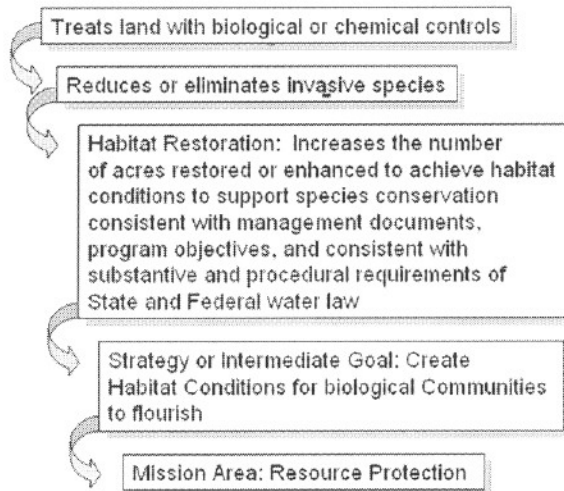 Treats land with biological or chemical controls
Reduces or eliminates invasive species
Habitat Restoration: Increases the number
of acres restored or enhanced to achieve habitat
conditions to support species conservation
consistent with management documents,
program objectives, and consistent with
substantive and procedural requirements of
State and Federal water law
Strategy or Intermediate Goal: Create
Habitat Conditions for biological Communities
to flourish
Mission Area: Resource Protection